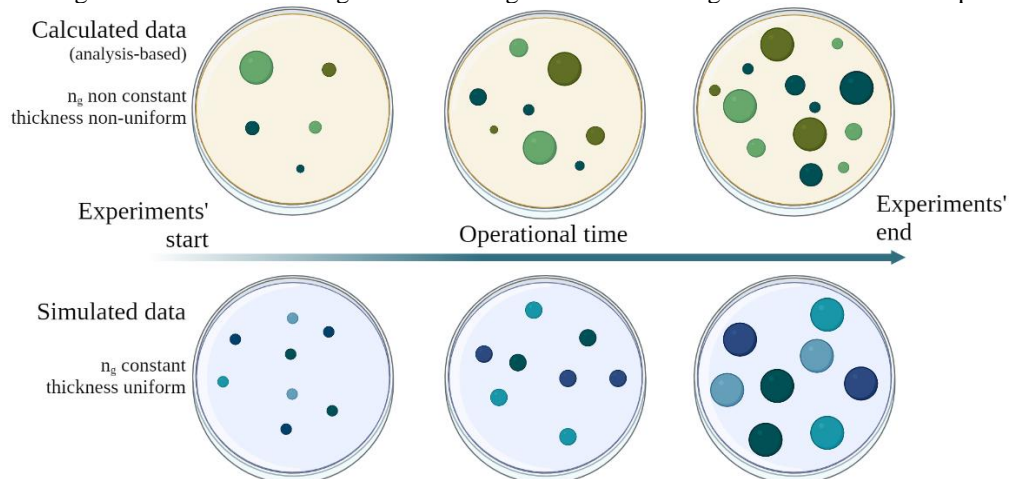 Calculated data
(analysis-based)
ng non constant
thickness non-uniform
Experiments'
start
Operational time
Experiments'
end
Simulated data
ng constant
thickness uniform